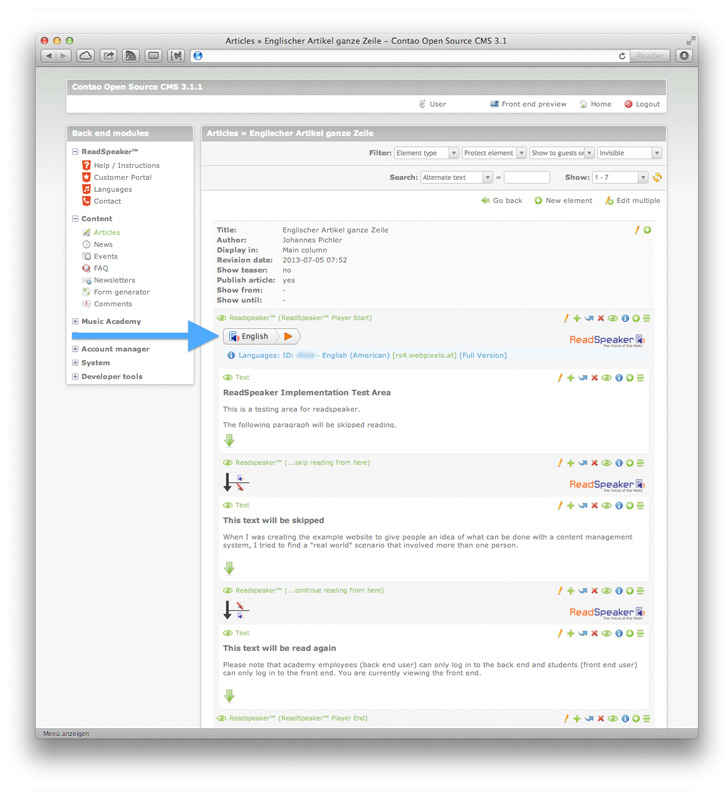 Articles » Englischer Artikel ganze Zeile – Contao Open Source CMS 3.1
Reader
Contao Open Source CMS 3.1.1
User Front end preview Home Logout
Back end modules
ReadSpeaker™
Help / Instructions
Customer Portal
Languages
Contact
Content
Articles
News
Events
FAQ
Newsletters
Form generator
Comments
Music Academy
Account manager
System
Developer tools
Articles » Englischer Artikel ganze Zeile
Filter: Element type Protect element Show to guests on Invisible
Search: Alternate text = Show: 1 - 7
Go back New element Edit multiple
Title: Englischer Artikel ganze Zeile
Author: Johannes Pichler
Display in: Main column
Revision date: 2013-07-05 07:52
Show teaser: no
Publish article: yes
Show from: -
Show until: -
Readspeaker™ (ReadSpeaker™ Player Start)
English
ReadSpeaker
The Voice of the Web!
Languages: ID: - English (American) [rs4.webpixels.at] [Full Version]
Text
ReadSpeaker Implementation Test Area
This is a testing area for readspeaker.
The following paragraph will be skipped reading.
Readspeaker™ (...skip reading from here)
ReadSpeaker
The Voice of the Web!
Text
This text will be skipped
When I was creating the example website to give people an idea of what can be done with a content management
system, I tried to find a "real world" scenario that involved more than one person.
Readspeaker™ (...continue reading from here)
ReadSpeaker
The Voice of the Web!
Text
This text will be read again
Please note that academy employees (back end user) can only log in to the back end and students (front end user)
can only log in to the front end. You are currently viewing the front end.
Readspeaker™ (ReadSpeaker™ Player End)
Menü anzeigen